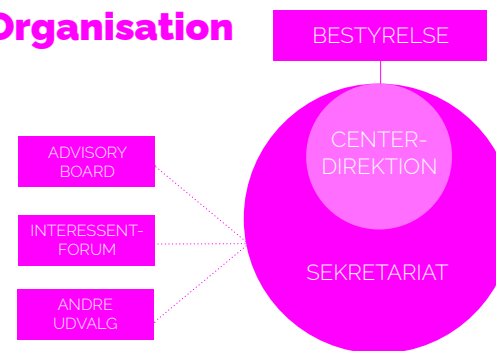 Organisation
BESTYRELSE
CENTER-
DIREKTION
ADVISORY
BOARD
INTERESSENT-
FORUM
SEKRETARIAT
ANDRE
UDVALG